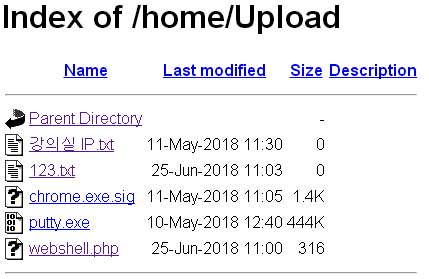 Index of /home/Upload
Name Last modified Size Description
Parent Directory -
강의실 IP.txt 11-May-2018 11:30 0
123.txt 25-Jun-2018 11:03 0
chrome.exe.sig 11-May-2018 11:05 1.4K
putty.exe 10-May-2018 12:40 444K
webshell.php 25-Jun-2018 11:00 316